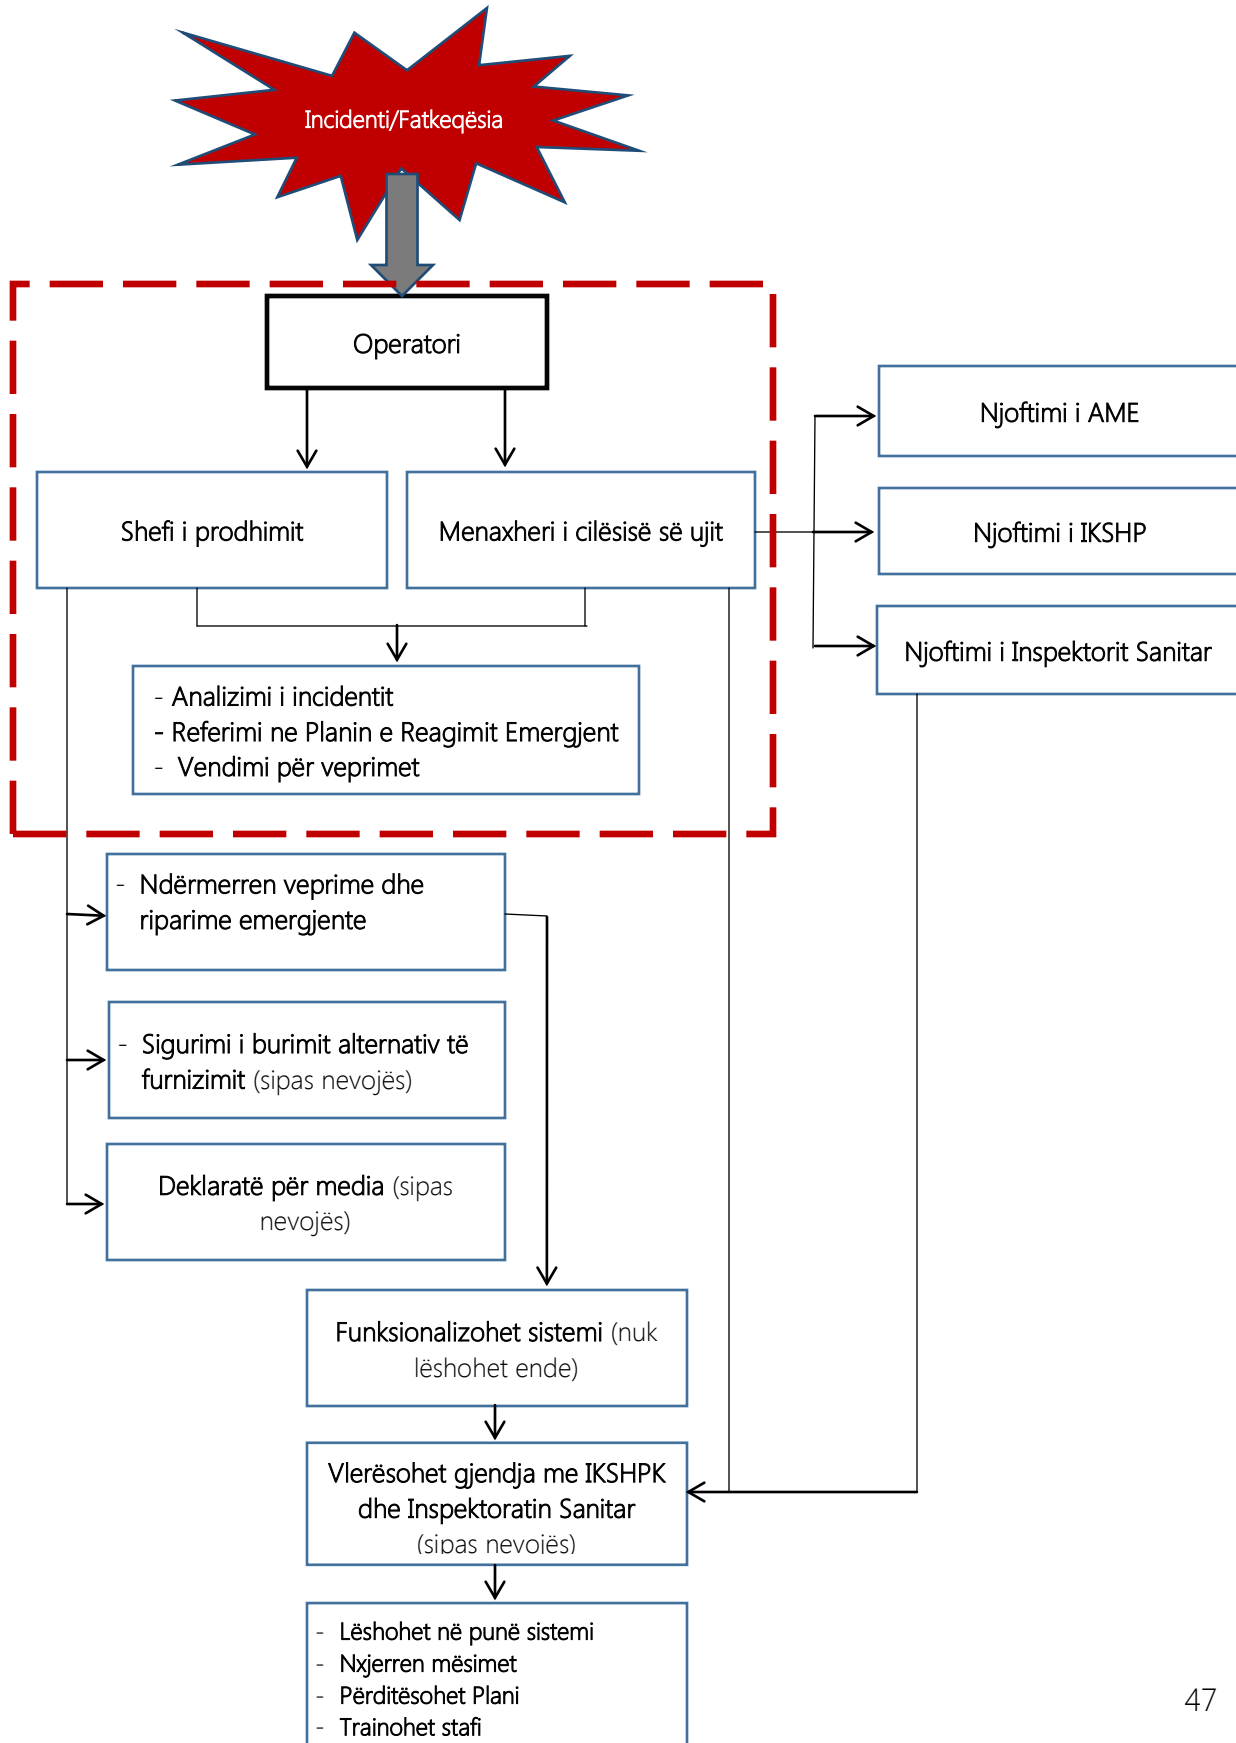 Incidenti/Fatkeqësia
Operatori
Njoftimi i AME
Shefi i prodhimit
Menaxheri i cilësisë së ujit
Njoftimi i IKSHP
Njoftimi i Inspektorit Sanitar
- Analizimi i incidentit
- Referimi ne Planin e Reagimit Emergjent
- Vendimi për veprimet
- Ndërmerren veprime dhe
riparime emergjente
- Sigurimi i burimit alternativ të
furnizimit (sipas nevojës)
Deklaratë për media (sipas
nevojës)
Funksionalizohet sistemi (nuk
lëshohet ende)
Vlerësohet gjendja me IKSHPK
dhe Inspektoratin Sanitar
(sipas nevojës)
- Lëshohet në punë sistemi
- Nxjerren mësimet
- Përditësohet Plani
- Trainohet stafi
47